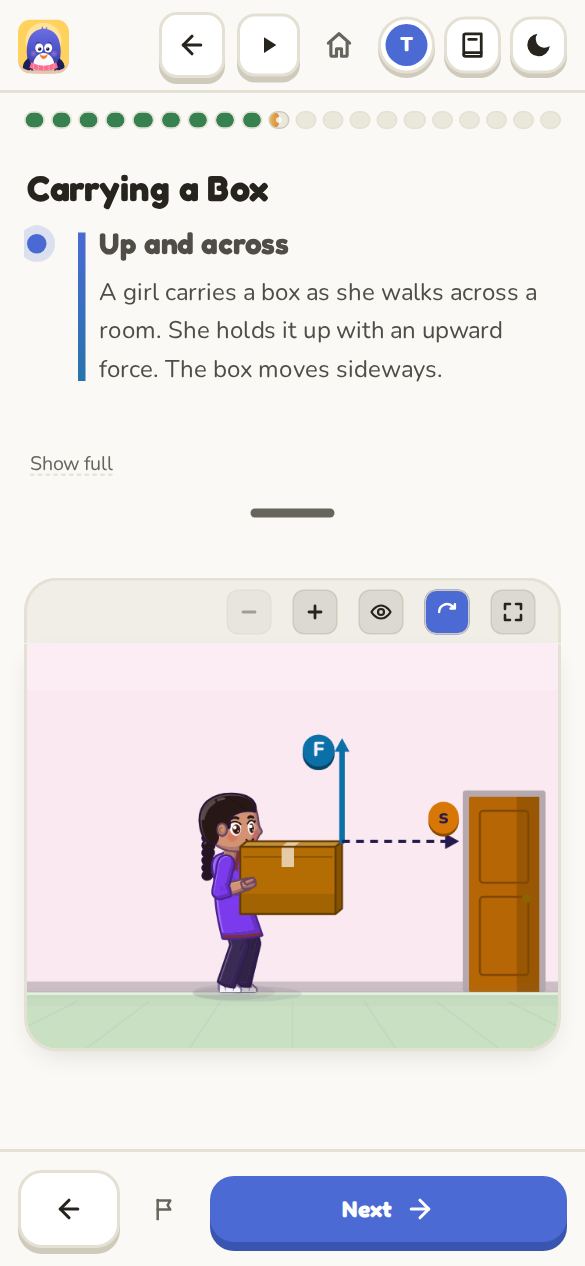 T
Carrying a Box
Up and across
A girl carries a box as she walks across a
room. She holds it up with an upward
force. The box moves sideways.
Show full
F
s
Next